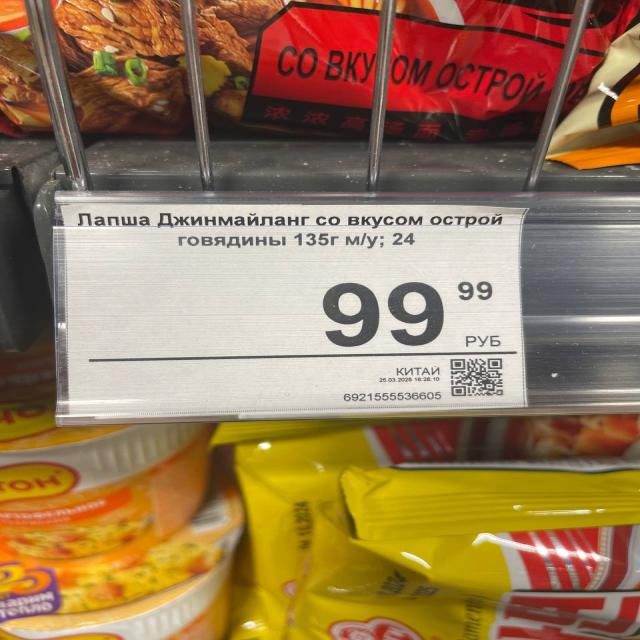 СО ВКУСОМ ОСТРОЙ
Лапша Джинмайланг со вкусом острой
говядины 135г м/у; 24
99 99
РУБ
КИТАЙ
25.03.2025 16:26:10
6921555536605
ТОН